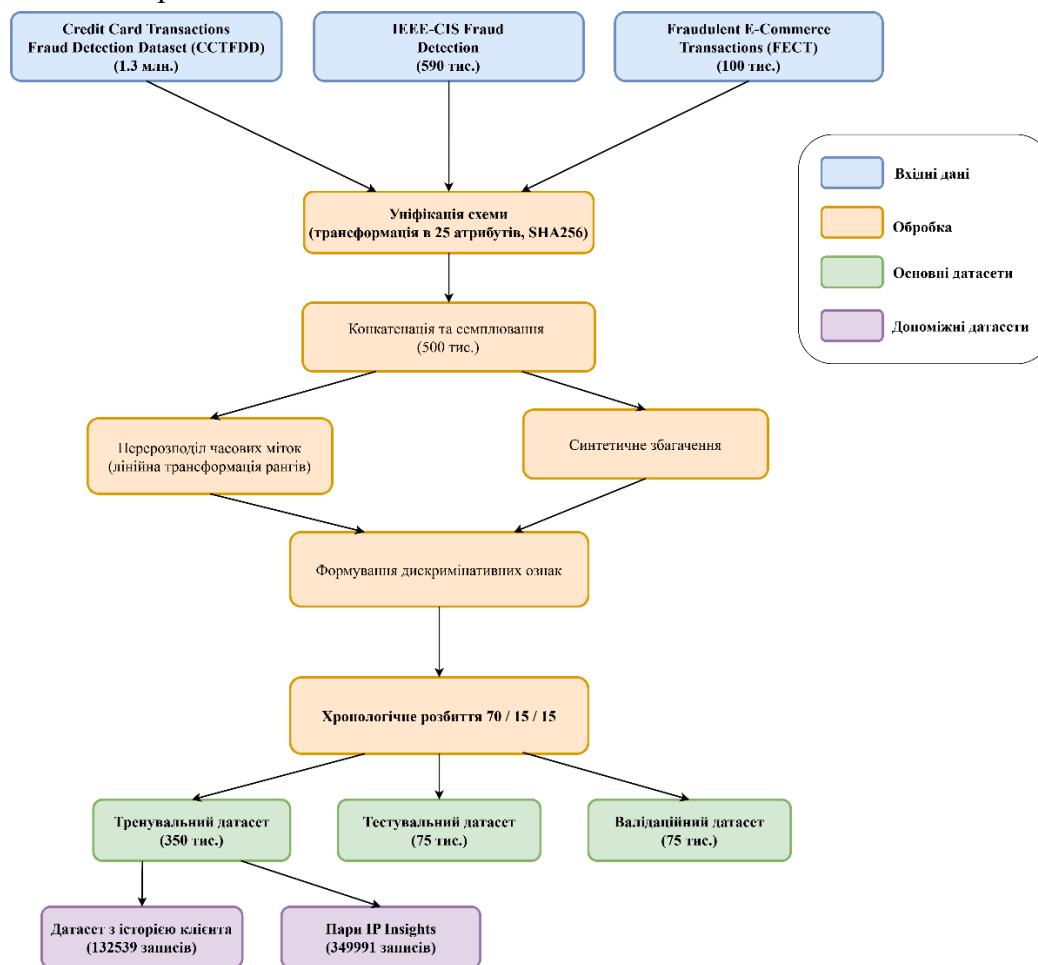 Credit Card Transactions
Fraud Detection Dataset (CCTFDD)
(1.3 млн.)
IEEE-CIS Fraud
Detection
(590 тис.)
Fraudulent E-Commerce
Transactions (FECT)
(100 тис.)
Вхідні дані
Обробка
Основні датасети
Допоміжні датасети
Уніфікація схеми
(трансформація в 25 атрибутів, SHA256)
Конкатенація та семплювання
(500 тис.)
Перерозподіл часових міток
(лінійна трансформація рангів)
Синтетичне збагачення
Формування дискримінативних ознак
Хронологічне розбиття 70 / 15 / 15
Тренувальний датасет
(350 тис.)
Тестувальний датасет
(75 тис.)
Валідаційний датасет
(75 тис.)
Датасет з історією клієнта
(132539 записів)
Пари IP Insights
(349991 записів)